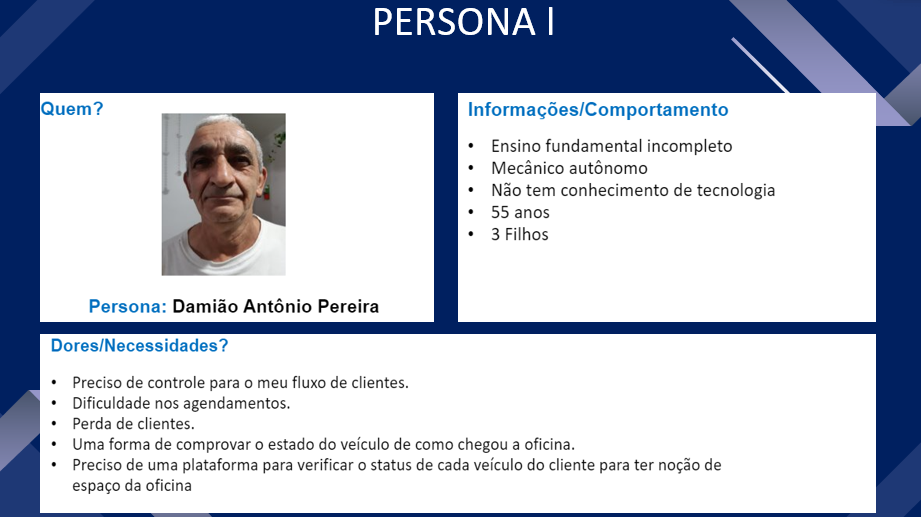 PERSONA l
Quem?
Persona: Damião Antônio Pereira
Informações/Comportamento
• Ensino fundamental incompleto
• Mecânico autônomo
• Não tem conhecimento de tecnologia
• 55 anos
• 3 Filhos
Dores/Necessidades?
• Preciso de controle para o meu fluxo de clientes.
• Dificuldade nos agendamentos.
• Perda de clientes.
• Uma forma de comprovar o estado do veículo de como chegou a oficina.
• Preciso de uma plataforma para verificar o status de cada veículo do cliente para ter noção de
espaço da oficina